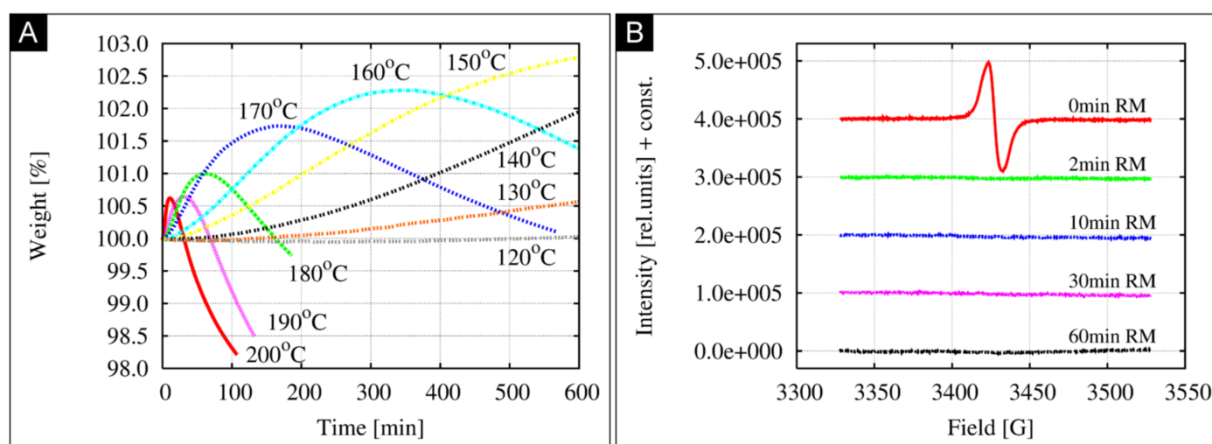 A
103.0
102.5
102.0
101.5
101.0
100.5
100.0
99.5
99.0
98.5
98.0
Weight [%]
0 100 200 300 400 500 600
Time [min]
150°C
160°C
170°C
140°C
130°C
120°C
180°C
190°C
200°C
B
5.0e+005
4.0e+005
3.0e+005
2.0e+005
1.0e+005
0.0e+000
Intensity [rel.units] + const.
0min RM
2min RM
10min RM
30min RM
60min RM
3300 3350 3400 3450 3500 3550
Field [G]